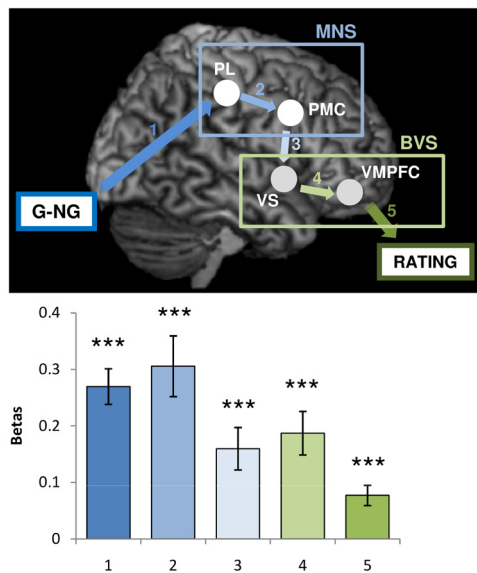 MNS
PL
2
PMC
1
3
BVS
4
VMPFC
VS
5
G-NG
RATING
0.4
***
***
0.3
***
***
0.2
***
0.1
0
Betas
1 2 3 4 5